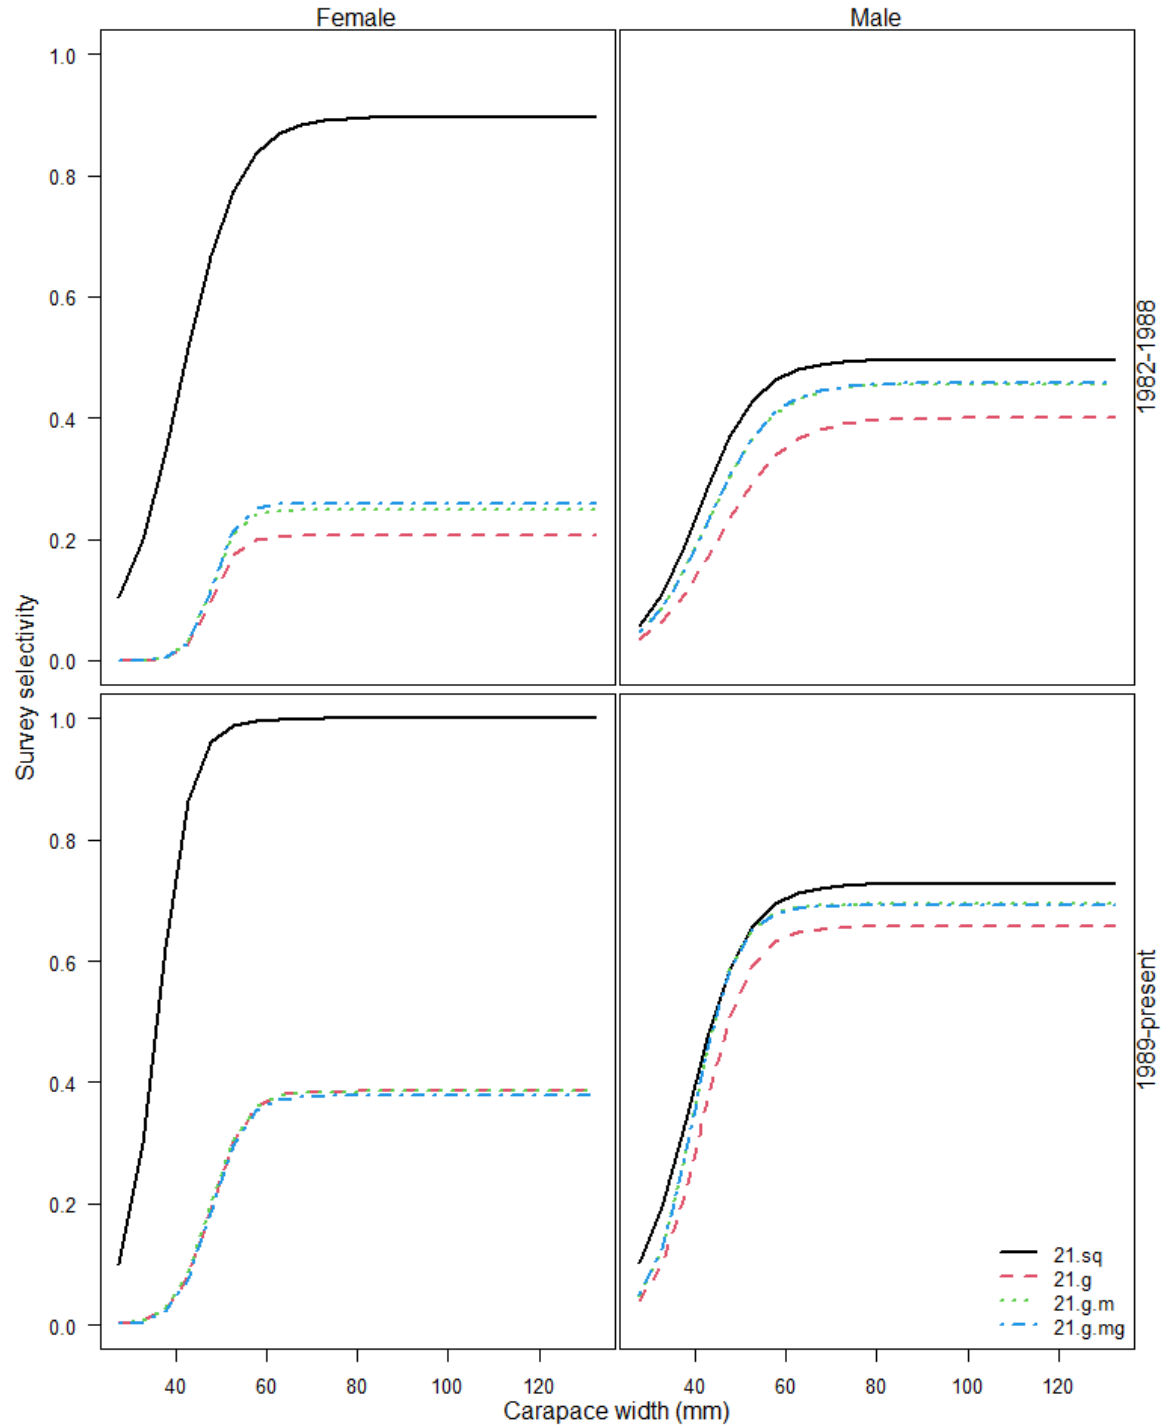 Female Male
1.0
0.8
0.6
0.4
0.2
0.0
1982-1988
Survey selectivity
1.0
0.8
0.6
0.4
0.2
0.0
1989-present
21.sq
21.g
21.g.m
21.g.mg
40 60 80 100 120 40 60 80 100 120
Carapace width (mm)